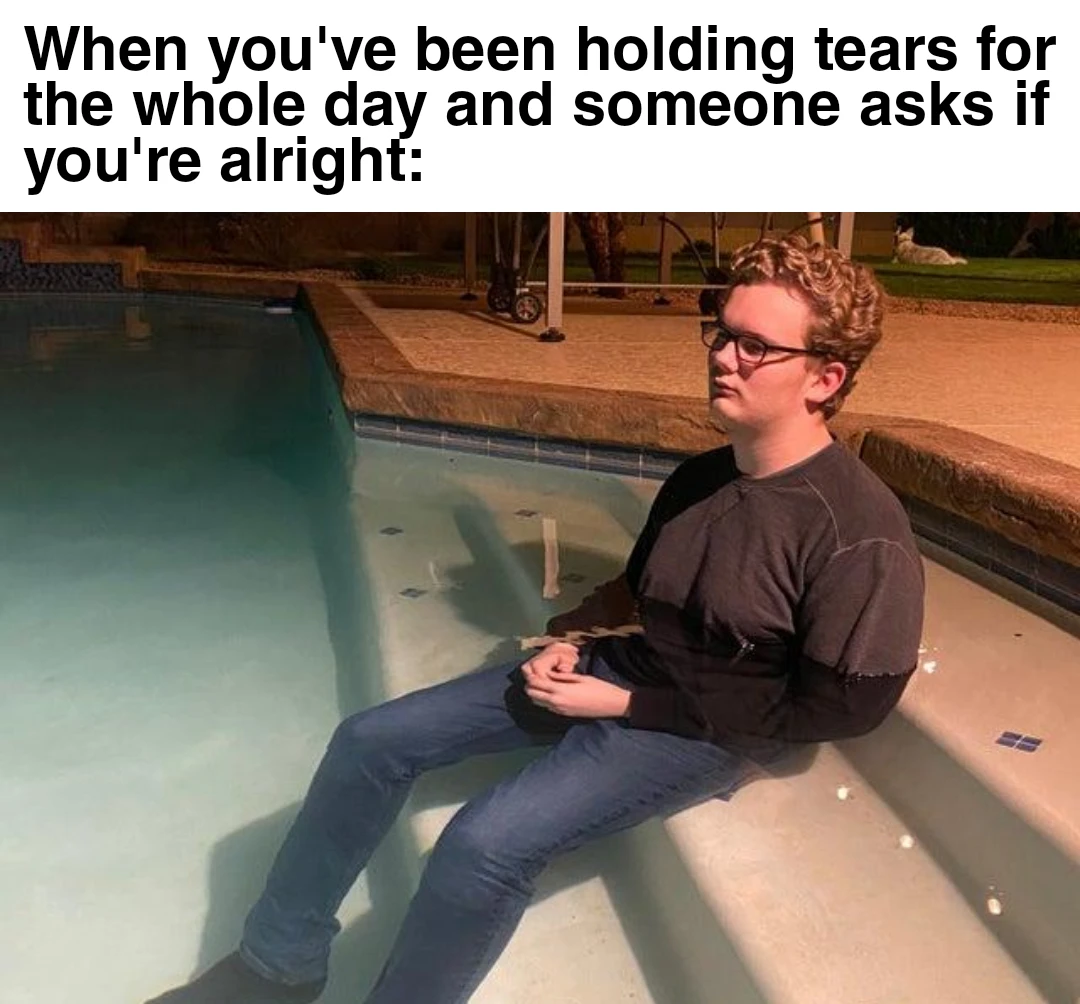 When you've been holding tears for
the whole day and someone asks if
you're alright: